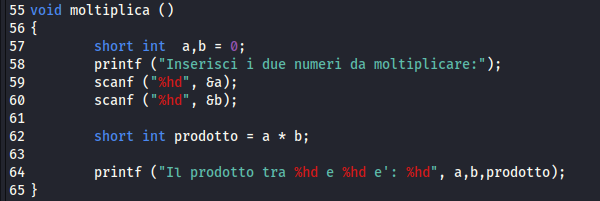 55 void moltiplica ()
56 {
57         short int  a,b = 0;
58         printf ("Inserisci i due numeri da moltiplicare:");
59         scanf ("%hd", &a);
60         scanf ("%hd", &b);
61
62         short int prodotto = a * b;
63
64         printf ("Il prodotto tra %hd e %hd e': %hd", a,b,prodotto);
65 }